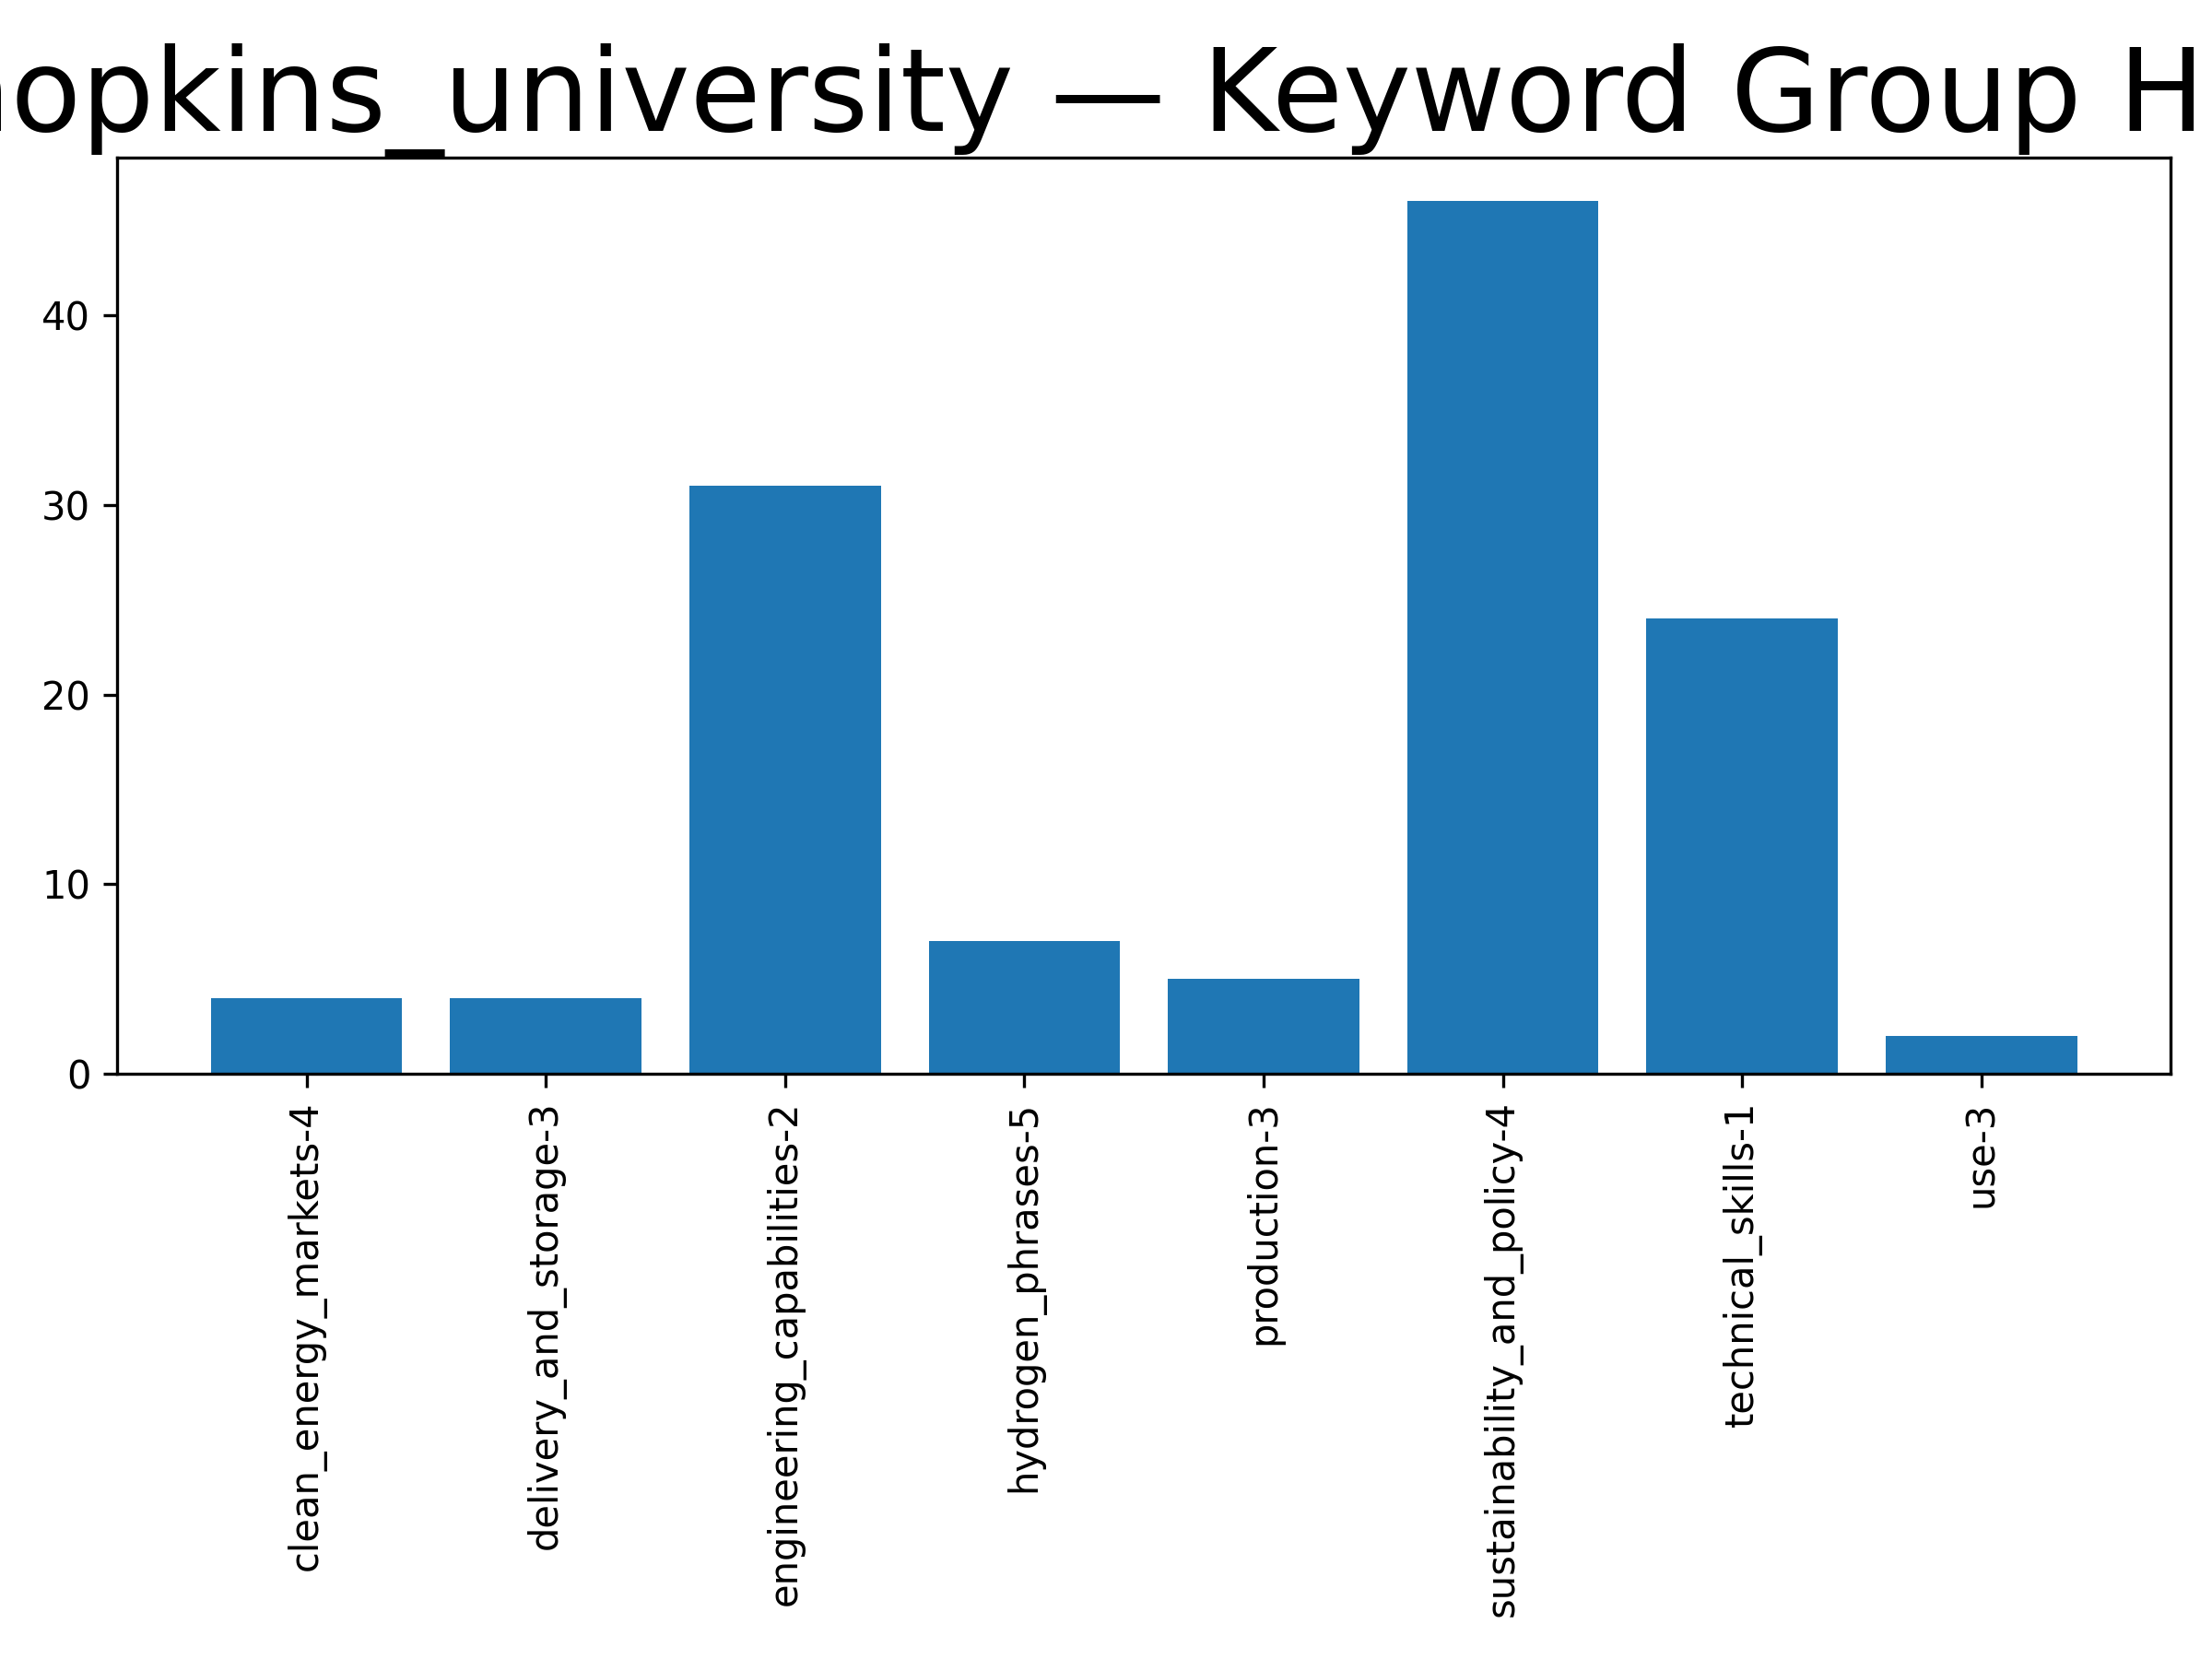 hopkins_university — Keyword Group H
40
30
20
10
0
clean_energy_markets-4
delivery_and_storage-3
engineering_capabilities-2
hydrogen_phrases-5
production-3
sustainability_and_policy-4
technical_skills-1
use-3